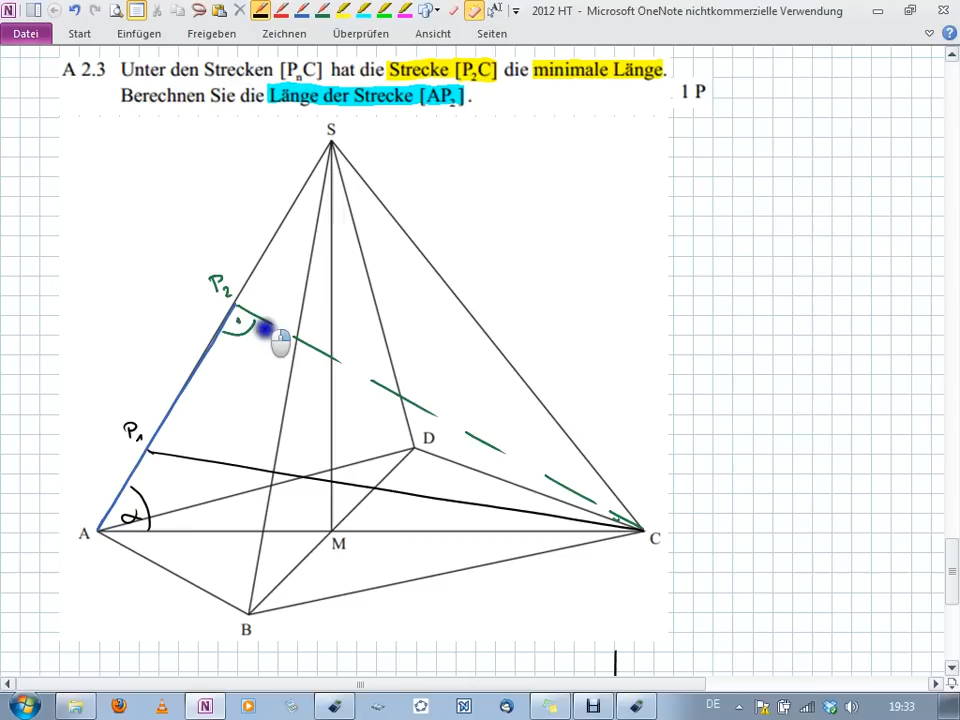 2012 HT - Microsoft OneNote nichtkommerzielle Verwendung
Datei Start Einfügen Freigeben Zeichnen Überprüfen Ansicht Seiten
A 2.3 Unter den Strecken [PₙC] hat die Strecke [P₂C] die minimale Länge.
Berechnen Sie die Länge der Strecke [AP₂]. 1 P
S
P₂
P₁
D
α
A
M
C
B
DE 19:33